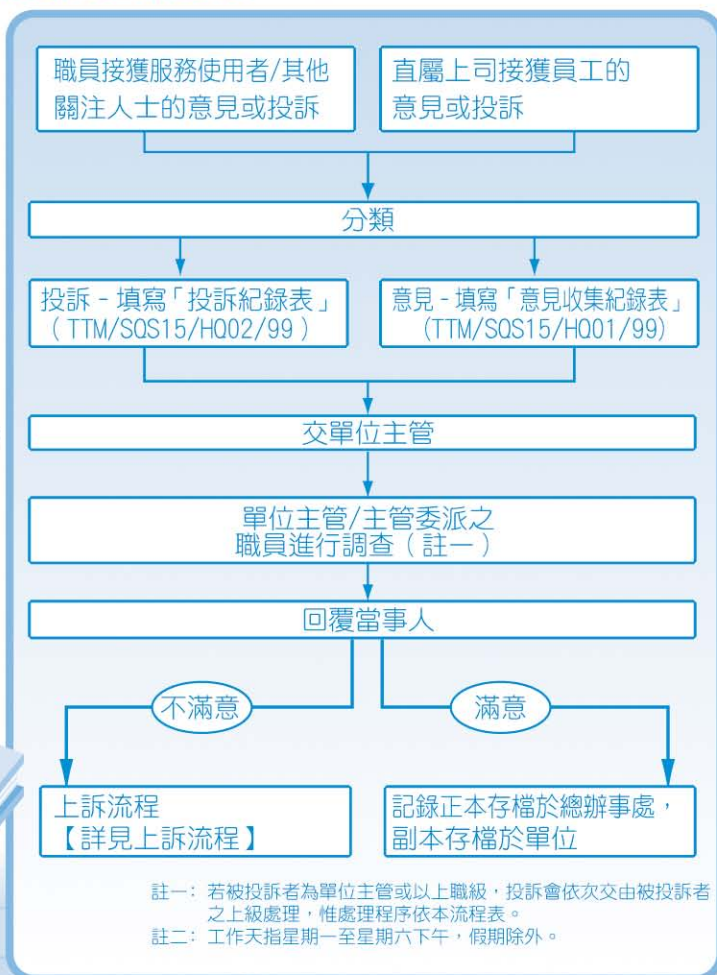 職員接獲服務使用者/其他
關注人士的意見或投訴
直屬上司接獲員工的
意見或投訴
分類
投訴 - 填寫「投訴紀錄表」
( TTM/SQS15/HQ02/99 )
意見 - 填寫「意見收集紀錄表」
(TTM/SQS15/HQ01/99)
交單位主管
單位主管/主管委派之
職員進行調查(註一)
回覆當事人
不滿意
滿意
上訴流程
【詳見上訴流程】
記錄正本存檔於總辦事處,
副本存檔於單位
註一: 若被投訴者為單位主管或以上職級,投訴會依次交由被投訴者
之上級處理,惟處理程序依本流程表。
註二: 工作天指星期一至星期六下午,假期除外。